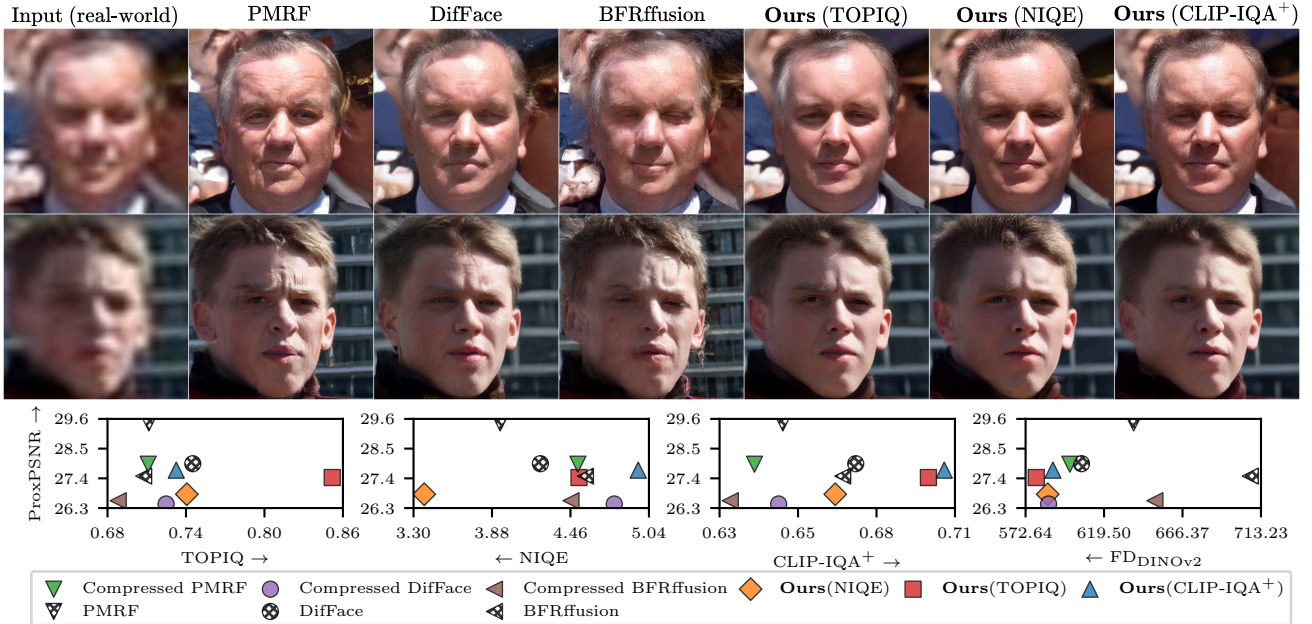 Input (real-world) PMRF DifFace BFRffusion Ours (TOPIQ) Ours (NIQE) Ours (CLIP-IQA⁺)
ProxPSNR →
29.6 29.6 29.6 29.6
28.5 28.5 28.5 28.5
27.4 27.4 27.4 27.4
26.3 26.3 26.3 26.3
0.68 0.74 0.80 0.86 3.30 3.88 4.46 5.04 0.63 0.65 0.68 0.71 572.64 619.50 666.37 713.23
TOPIQ → ← NIQE CLIP-IQA⁺ → ← FD_DINOv2
Compressed PMRF Compressed DifFace Compressed BFRffusion Ours(NIQE) Ours(TOPIQ) Ours(CLIP-IQA⁺)
PMRF DifFace BFRffusion